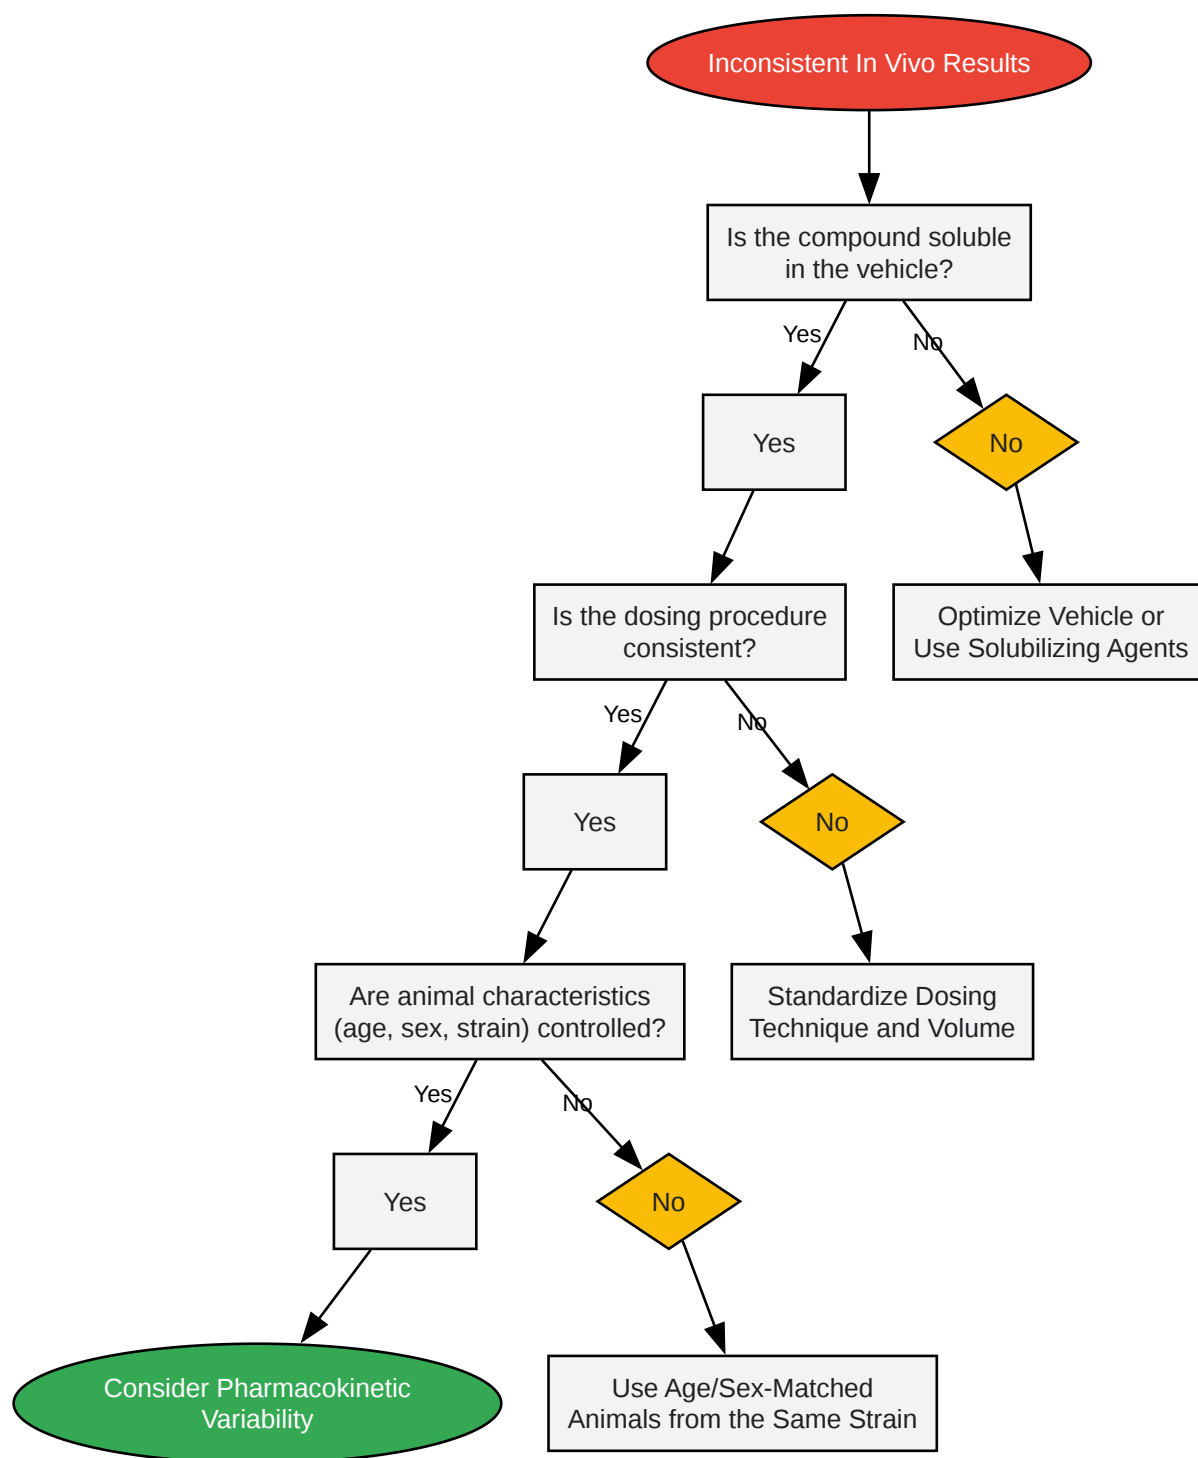 Inconsistent In Vivo Results
Is the compound soluble
in the vehicle?
Yes
No
Yes
No
Is the dosing procedure
consistent?
Optimize Vehicle or
Use Solubilizing Agents
Yes
No
Yes
No
Are animal characteristics
(age, sex, strain) controlled?
Standardize Dosing
Technique and Volume
Yes
No
Yes
No
Consider Pharmacokinetic
Variability
Use Age/Sex-Matched
Animals from the Same Strain